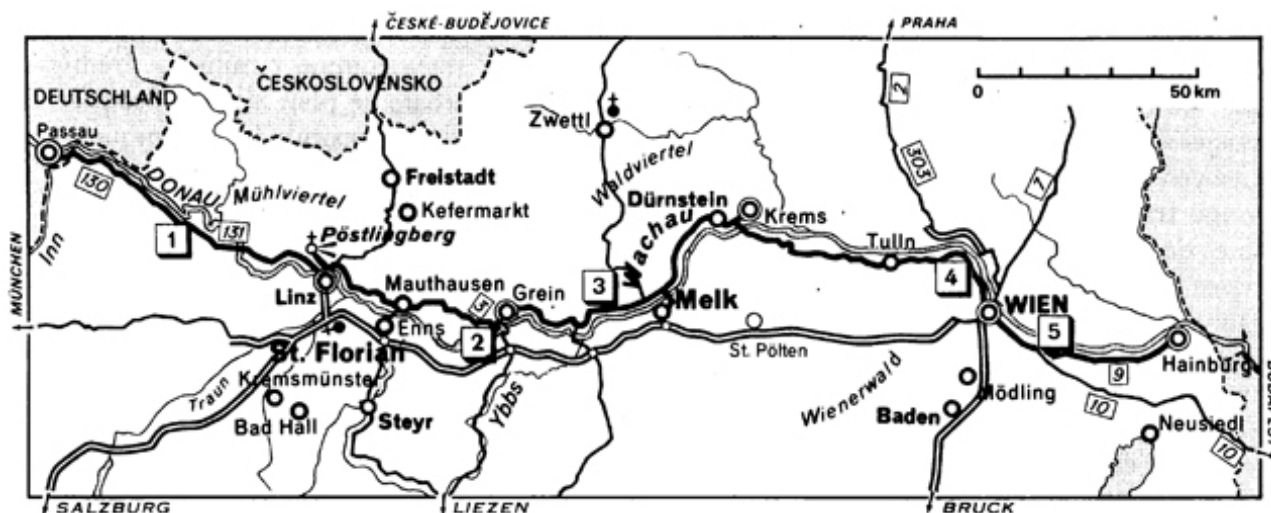 ČESKÉ-BUDĚJOVICE
PRAHA
ČESKOSLOVENSKO
DEUTSCHLAND
0 50 km
2
Passau
Zwettl
Freistadt
Waldviertel
303
7
130
DONAU
Mühlviertel
Kefermarkt
Dürnstein
Krems
131
1
Pöstlingberg
Wachau
Tulln
Inn
MÜNCHEN
Linz
Mauthausen
3
Grein
3
Melk
4
WIEN
Enns
2
5
St. Florian
St. Pölten
9
Hainburg
Kremsmünster
Traun
Ybbs
Wienerwald
Mödling
10
Bad Hall
Steyr
Baden
Neusiedl
10
SALZBURG
LIEZEN
BRUCK